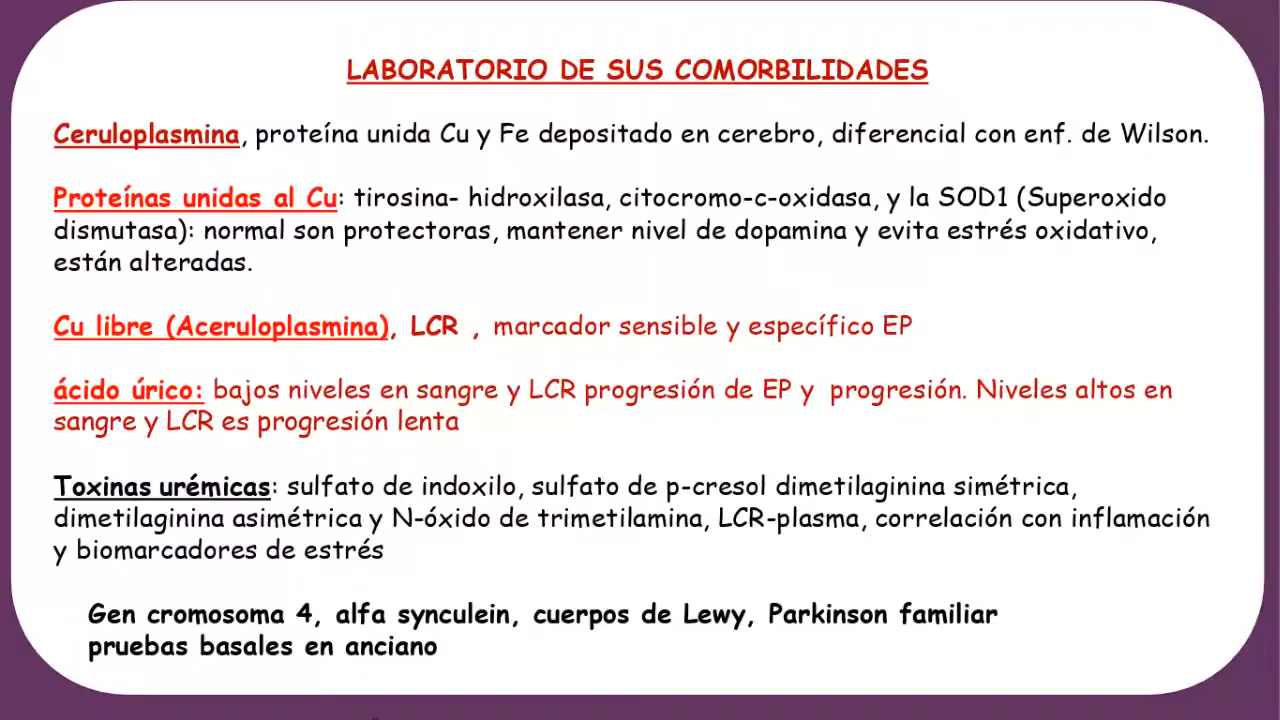 LABORATORIO DE SUS COMORBILIDADES
Ceruloplasmina, proteína unida Cu y Fe depositado en cerebro, diferencial con enf. de Wilson.
Proteínas unidas al Cu: tirosina- hidroxilasa, citocromo-c-oxidasa, y la SOD1 (Superoxido
dismutasa): normal son protectoras, mantener nivel de dopamina y evita estrés oxidativo,
están alteradas.
Cu libre (Aceruloplasmina), LCR , marcador sensible y específico EP
ácido úrico: bajos niveles en sangre y LCR progresión de EP y progresión. Niveles altos en
sangre y LCR es progresión lenta
Toxinas urémicas: sulfato de indoxilo, sulfato de p-cresol dimetilaginina simétrica,
dimetilaginina asimétrica y N-óxido de trimetilamina, LCR-plasma, correlación con inflamación
y biomarcadores de estrés
Gen cromosoma 4, alfa synculein, cuerpos de Lewy, Parkinson familiar
pruebas basales en anciano